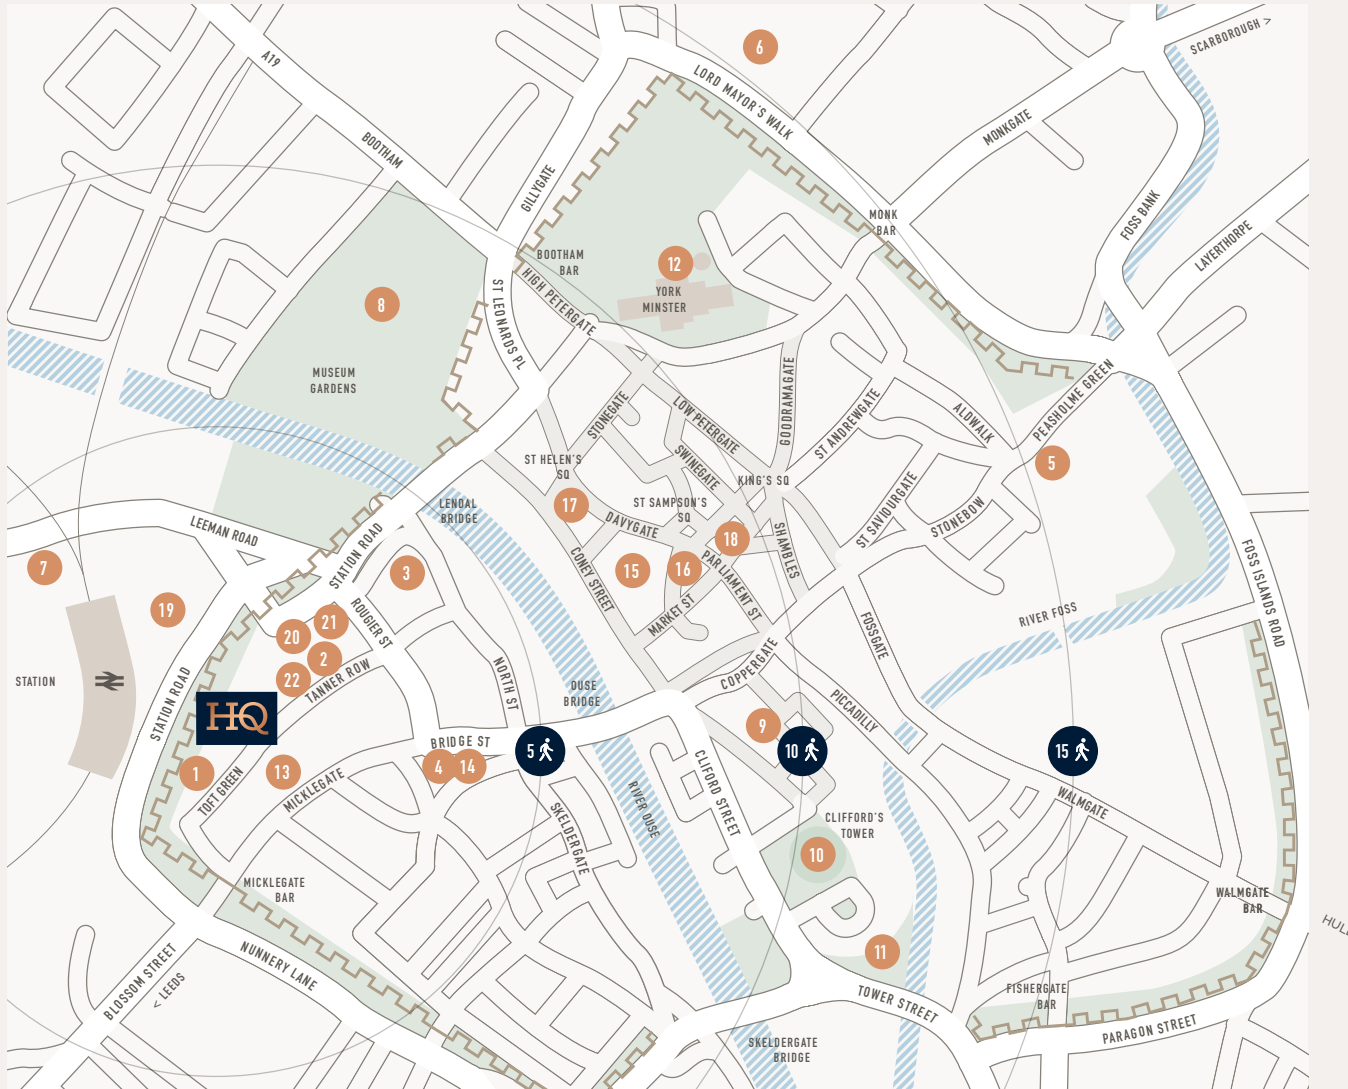 SCARBOROUGH >
A19
LORD MAYOR'S WALK
MONKGATE
BOOTHAM
GILLYGATE
FOSS BANK
LAYERTHORPE
MONK
BAR
BOOTHAM
BAR
HIGH PETERGATE
YORK
MINSTER
ST LEONARDS PL
MUSEUM
GARDENS
STONEGATE
LOW PETERGATE
GOODRAMAGATE
ST ANDREWGATE
ALDWALK
PEASHOLME GREEN
ST HELEN'S
SQ
SWINEGATE
KING'S SQ
ST SAMPSON'S
SQ
LENDAL
BRIDGE
DAVYGATE
SHAMBLES
ST SAVIOURGATE
STONEBOW
LEEMAN ROAD
STATION ROAD
CONEY STREET
PARLIAMENT ST
MARKET ST
ROUGIER ST
FOSSGATE
RIVER FOSS
FOSS ISLANDS ROAD
STATION
STATION ROAD
TANNER ROW
NORTH ST
OUSE
BRIDGE
COPPERGATE
PICCADILLY
HQ
BRIDGE ST
TOFT GREEN
MICKLEGATE
SKELDERGATE
RIVER OUSE
CLIFORD STREET
CLIFFORD'S
TOWER
WALMGATE
WALMGATE
BAR
HULL
MICKLEGATE
BAR
NUNNERY LANE
BLOSSOM STREET
< LEEDS
TOWER STREET
FISHERGATE
BAR
PARAGON STREET
SKELDERGATE
BRIDGE
6
12
8
5
17
18
15
16
3
7
19
21
20
2
22
1
13
4
14
9
10
11
5
10
15